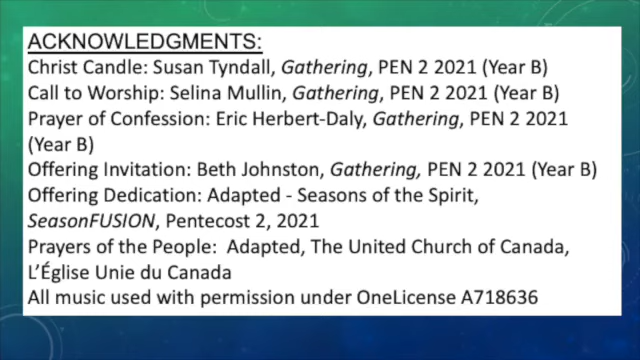 ACKNOWLEDGMENTS:
Christ Candle: Susan Tyndall, Gathering, PEN 2 2021 (Year B)
Call to Worship: Selina Mullin, Gathering, PEN 2 2021 (Year B)
Prayer of Confession: Eric Herbert-Daly, Gathering, PEN 2 2021
(Year B)
Offering Invitation: Beth Johnston, Gathering, PEN 2 2021 (Year B)
Offering Dedication: Adapted - Seasons of the Spirit,
SeasonFUSION, Pentecost 2, 2021
Prayers of the People:  Adapted, The United Church of Canada,
L’Église Unie du Canada
All music used with permission under OneLicense A718636